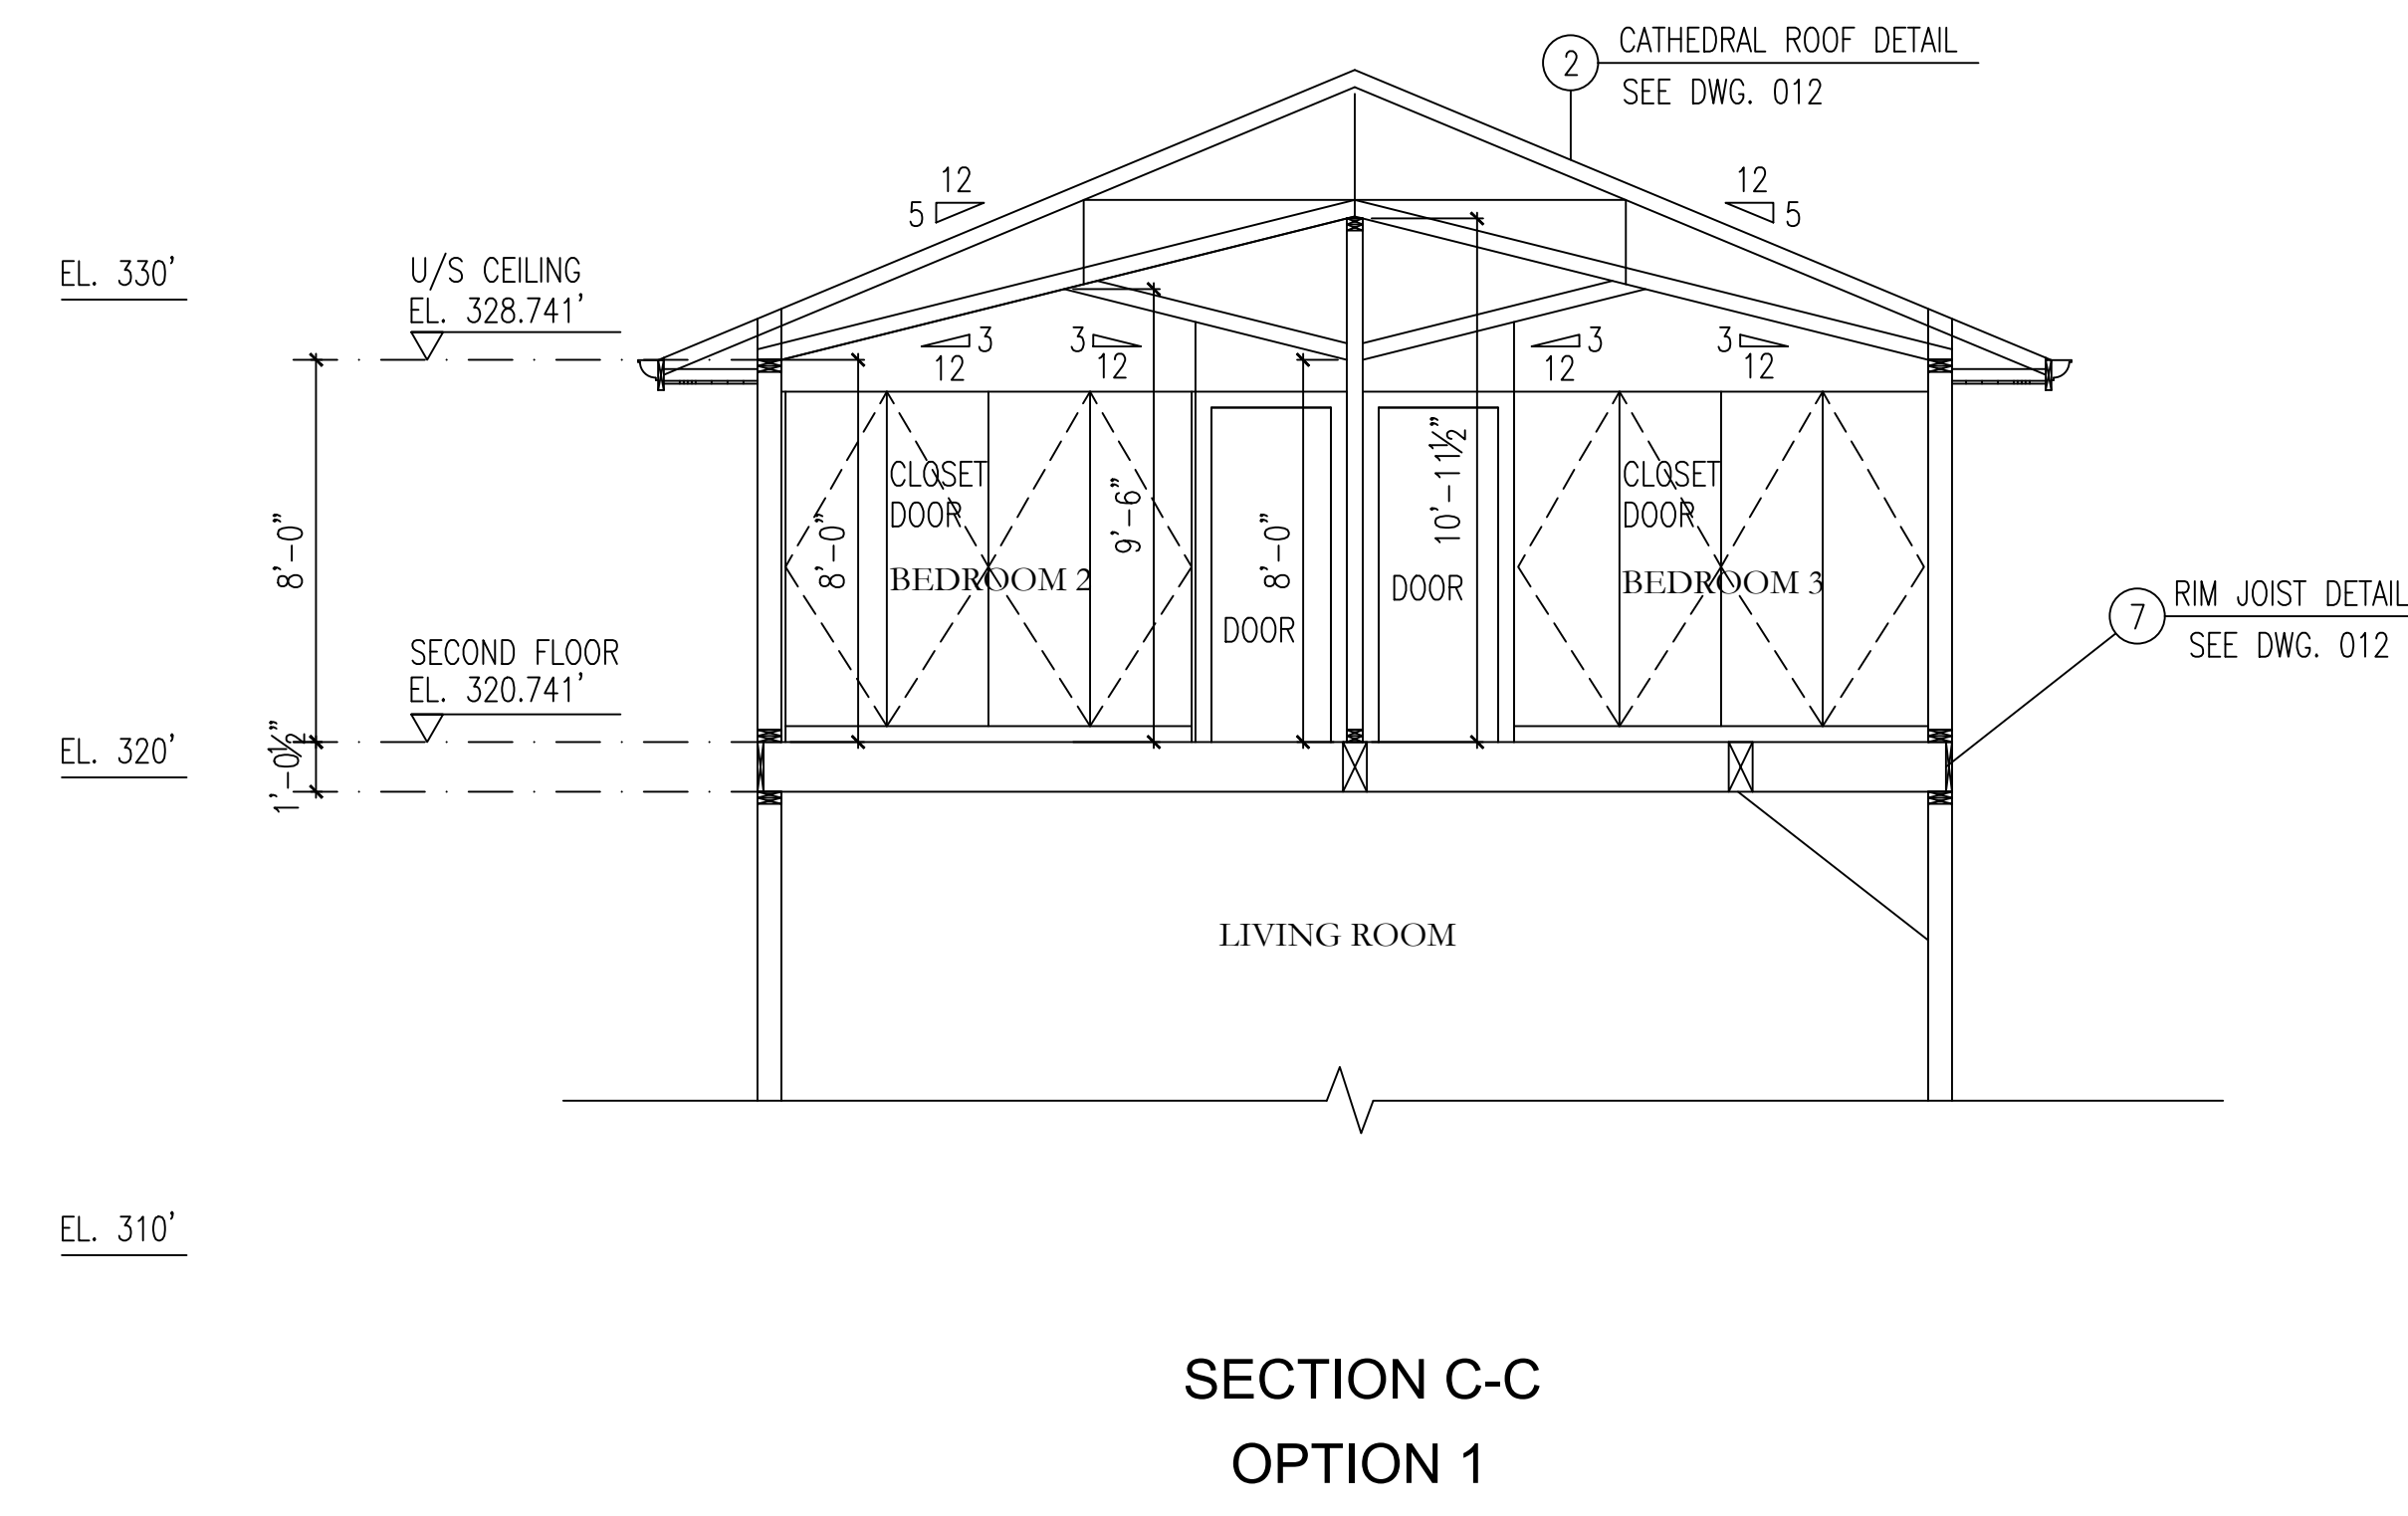 CATHEDRAL ROOF DETAIL
2
SEE DWG. 012
12
5
12
5
U/S CEILING
EL. 328.741'
EL. 330'
3
12
3
12
3
12
3
12
CLOSET
DOOR
CLOSET
DOOR
8'-0"
8'-0"
9'-6"
8'-0"
10'-11½"
BEDROOM 2
DOOR
DOOR
BEDROOM 3
RIM JOIST DETAIL
7
SEE DWG. 012
SECOND FLOOR
EL. 320.741'
EL. 320'
1'-0½"
LIVING ROOM
EL. 310'
SECTION C-C
OPTION 1